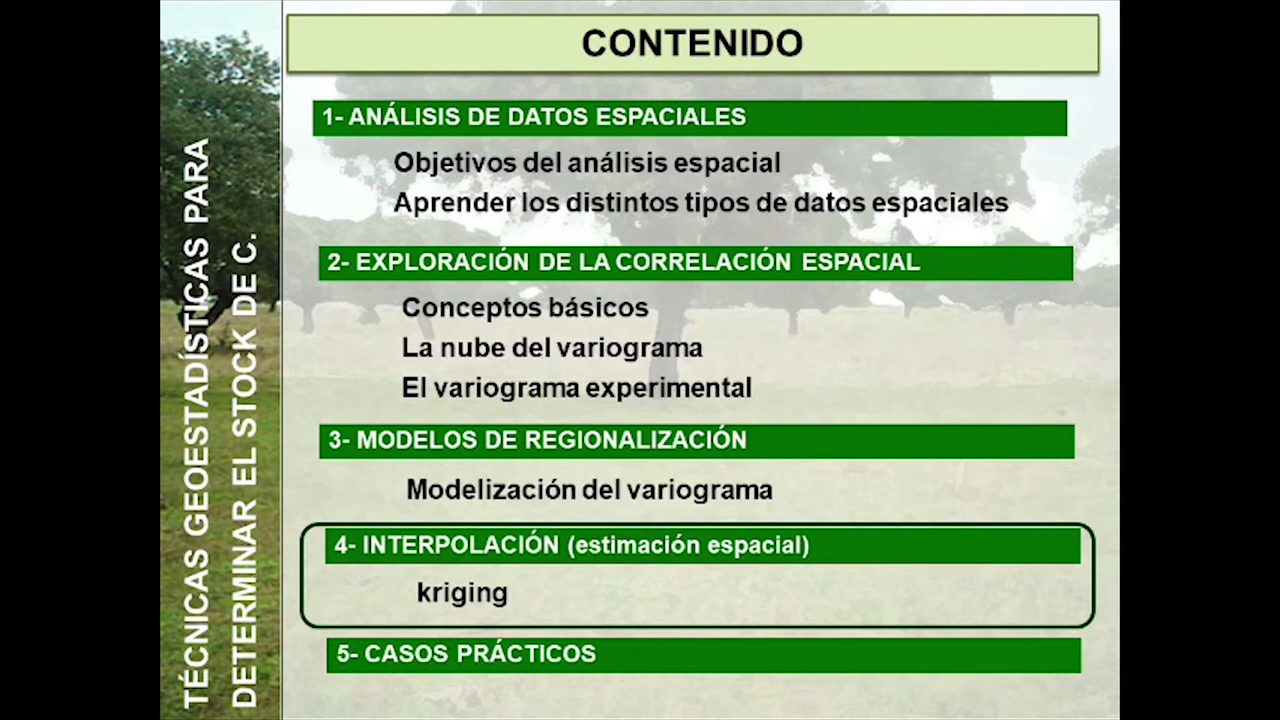 TÉCNICAS GEOESTADÍSTICAS PARA
DETERMINAR EL STOCK DE C.
CONTENIDO
1- ANÁLISIS DE DATOS ESPACIALES
Objetivos del análisis espacial
Aprender los distintos tipos de datos espaciales
2- EXPLORACIÓN DE LA CORRELACIÓN ESPACIAL
Conceptos básicos
La nube del variograma
El variograma experimental
3- MODELOS DE REGIONALIZACIÓN
Modelización del variograma
4- INTERPOLACIÓN (estimación espacial)
kriging
5- CASOS PRÁCTICOS